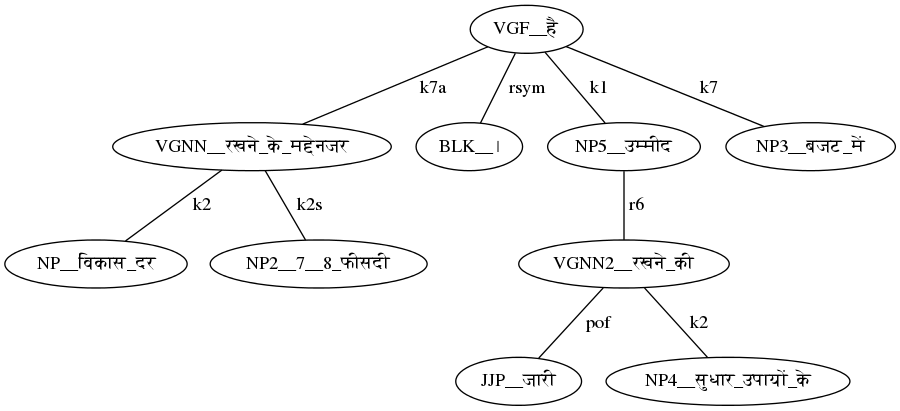 VGF__है
k7a
rsym
k1
k7
VGNN__रखने_के_मद्देनजर
BLK__।
NP5__उम्मीद
NP3__बजट_में
k2
k2s
r6
NP__विकास_दर
NP2__7__8_फीसदी
VGNN2__रखने_की
pof
k2
JJP__जारी
NP4__सुधार_उपायों_के